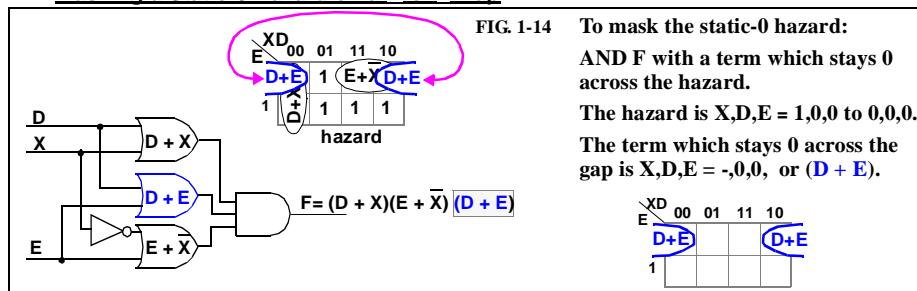 FIG. 1-14
To mask the static-0 hazard:
AND F with a term which stays 0
across the hazard.
The hazard is X,D,E = 1,0,0 to 0,0,0.
The term which stays 0 across the
gap is X,D,E = -,0,0, or (D + E).
XD
E
00 01 11 10
D+E 1 E+X̅ D+E
1 D+X 1 1 1
hazard
D
X
E
D + X
D + E
E + X̅
F= (D + X)(E + X̅) (D + E)
XD
E
00 01 11 10
D+E D+E
1